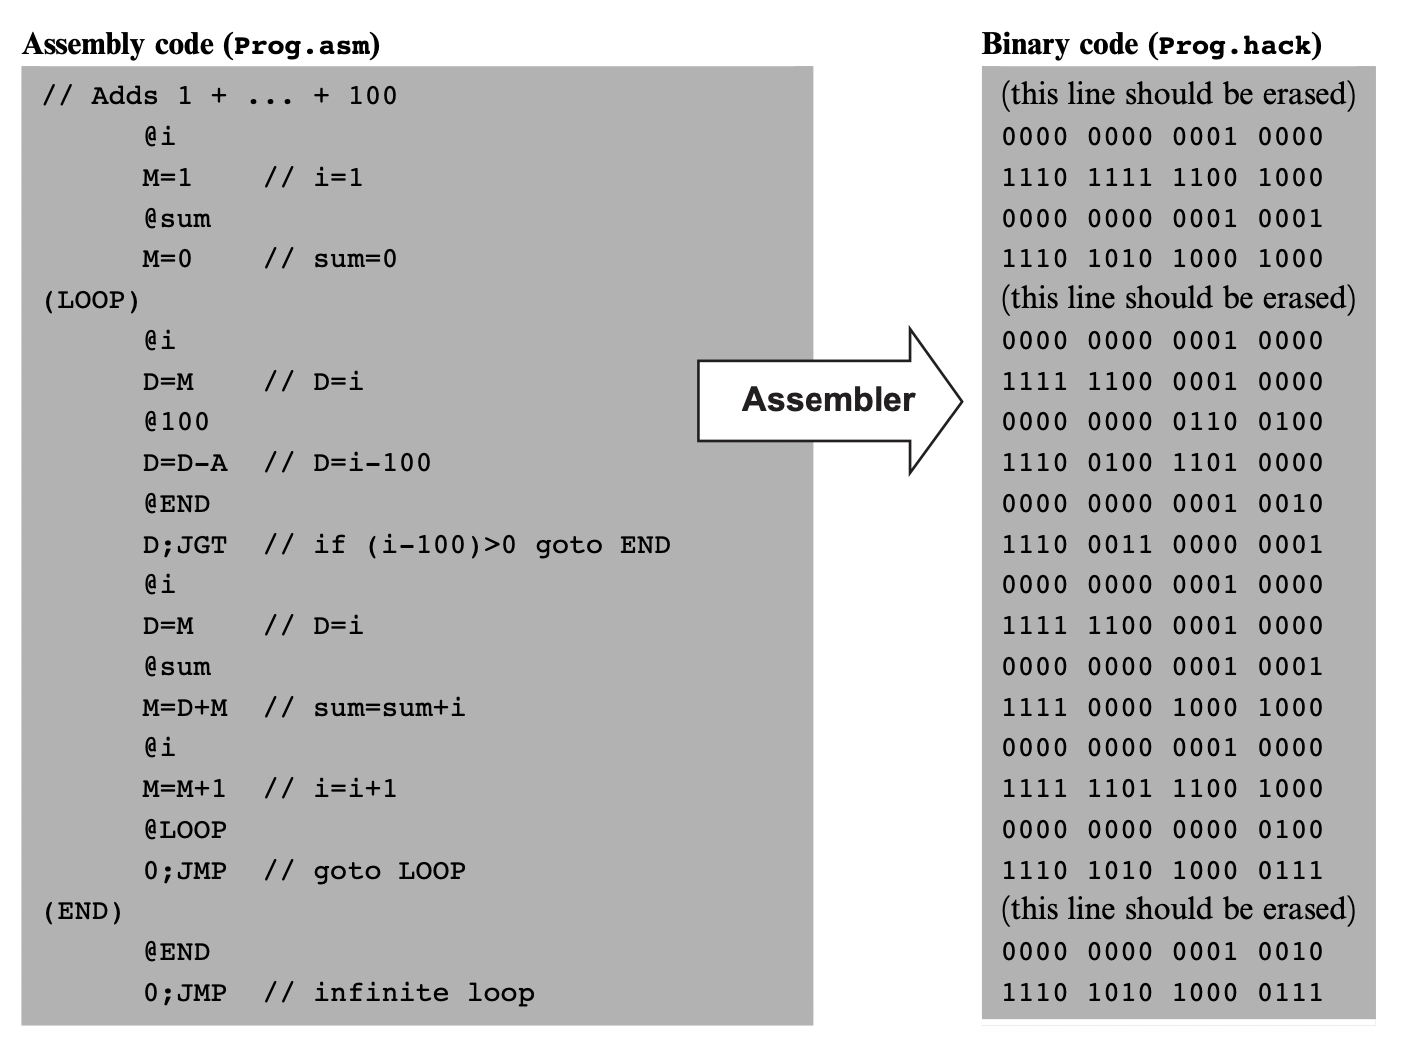 Assembly code (Prog.asm)
// Adds 1 + ... + 100
@i
M=1 // i=1
@sum
M=0 // sum=0
(LOOP)
@i
D=M // D=i
@100
D=D-A // D=i-100
@END
D;JGT // if (i-100)>0 goto END
@i
D=M // D=i
@sum
M=D+M // sum=sum+i
@i
M=M+1 // i=i+1
@LOOP
0;JMP // goto LOOP
(END)
@END
0;JMP // infinite loop
Assembler
Binary code (Prog.hack)
(this line should be erased)
0000 0000 0001 0000
1110 1111 1100 1000
0000 0000 0001 0001
1110 1010 1000 1000
(this line should be erased)
0000 0000 0001 0000
1111 1100 0001 0000
0000 0000 0110 0100
1110 0100 1101 0000
0000 0000 0001 0010
1110 0011 0000 0001
0000 0000 0001 0000
1111 1100 0001 0000
0000 0000 0001 0001
1111 0000 1000 1000
0000 0000 0001 0000
1111 1101 1100 1000
0000 0000 0000 0100
1110 1010 1000 0111
(this line should be erased)
0000 0000 0001 0010
1110 1010 1000 0111